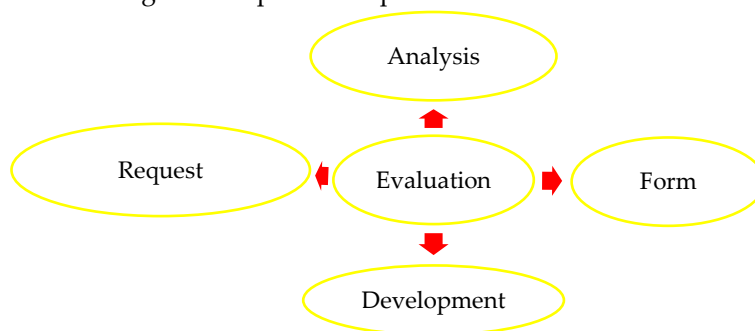 Analysis
Request
Evaluation
Form
Development